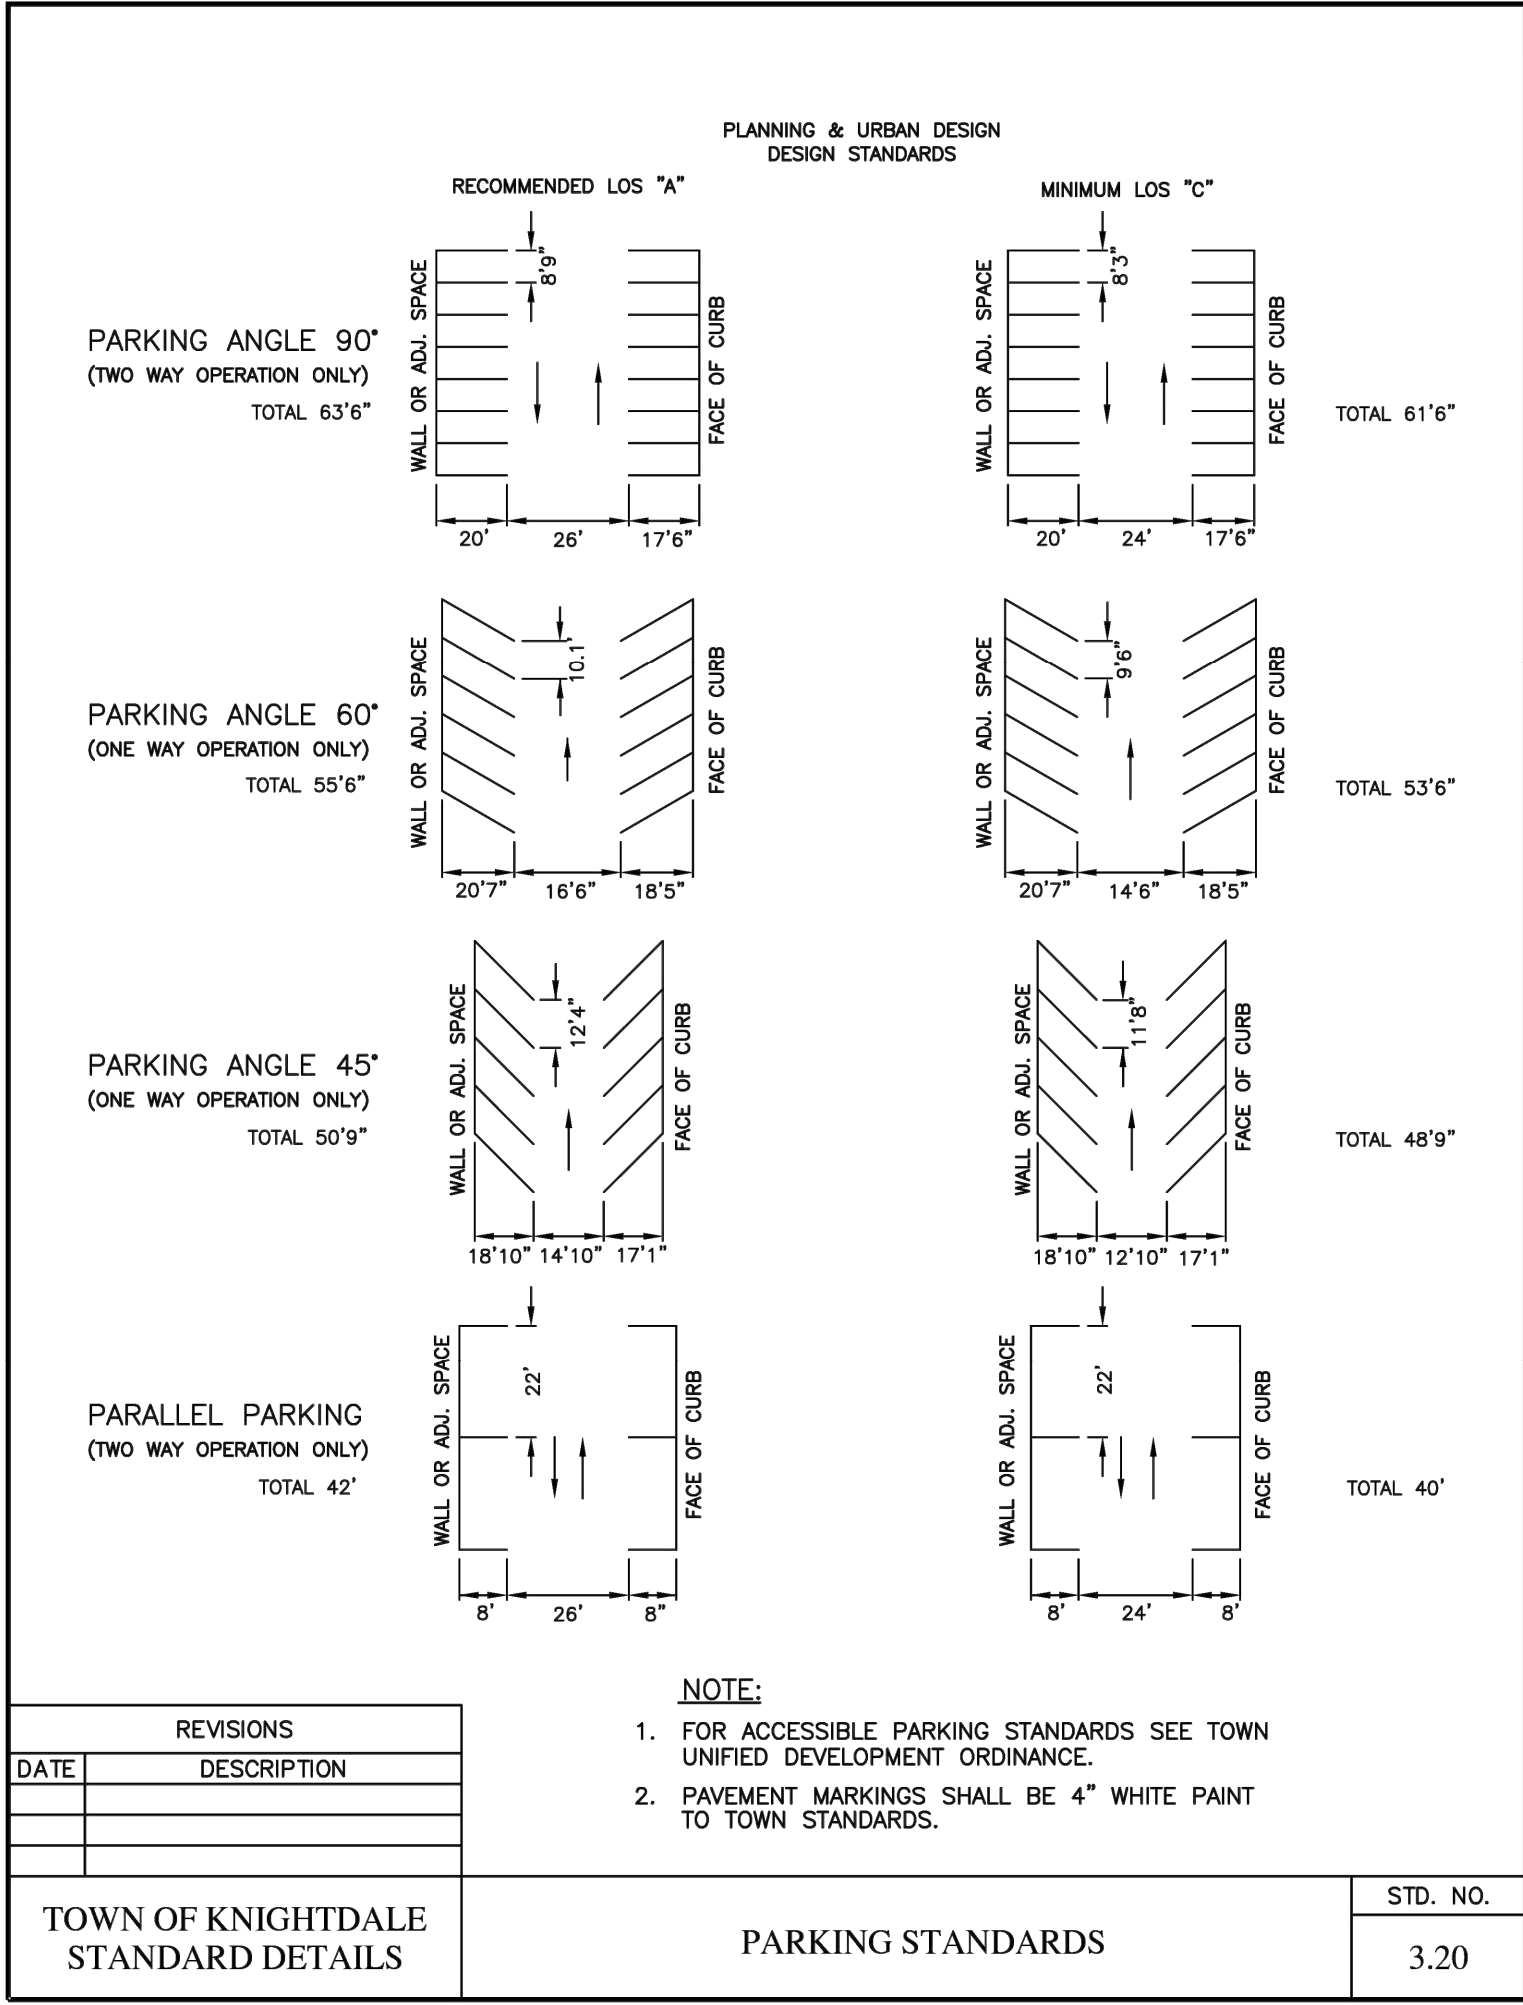 PLANNING & URBAN DESIGN
DESIGN STANDARDS
RECOMMENDED LOS "A"
MINIMUM LOS "C"
PARKING ANGLE 90°
(TWO WAY OPERATION ONLY)
TOTAL 63'6"
WALL OR ADJ. SPACE
8'9"
FACE OF CURB
20'
26'
17'6"
WALL OR ADJ. SPACE
8'3"
FACE OF CURB
20'
24'
17'6"
TOTAL 61'6"
PARKING ANGLE 60°
(ONE WAY OPERATION ONLY)
TOTAL 55'6"
WALL OR ADJ. SPACE
10.1'
FACE OF CURB
20'7"
16'6"
18'5"
WALL OR ADJ. SPACE
9'6"
FACE OF CURB
20'7"
14'6"
18'5"
TOTAL 53'6"
PARKING ANGLE 45°
(ONE WAY OPERATION ONLY)
TOTAL 50'9"
WALL OR ADJ. SPACE
12'4"
FACE OF CURB
18'10"
14'10"
17'1"
WALL OR ADJ. SPACE
11'8"
FACE OF CURB
18'10"
12'10"
17'1"
TOTAL 48'9"
PARALLEL PARKING
(TWO WAY OPERATION ONLY)
TOTAL 42'
WALL OR ADJ. SPACE
22'
FACE OF CURB
8'
26'
8"
WALL OR ADJ. SPACE
22'
FACE OF CURB
8'
24'
8'
TOTAL 40'
NOTE:
1. FOR ACCESSIBLE PARKING STANDARDS SEE TOWN
UNIFIED DEVELOPMENT ORDINANCE.
2. PAVEMENT MARKINGS SHALL BE 4" WHITE PAINT
TO TOWN STANDARDS.
REVISIONS
DATE
DESCRIPTION
TOWN OF KNIGHTDALE
STANDARD DETAILS
PARKING STANDARDS
STD. NO.
3.20